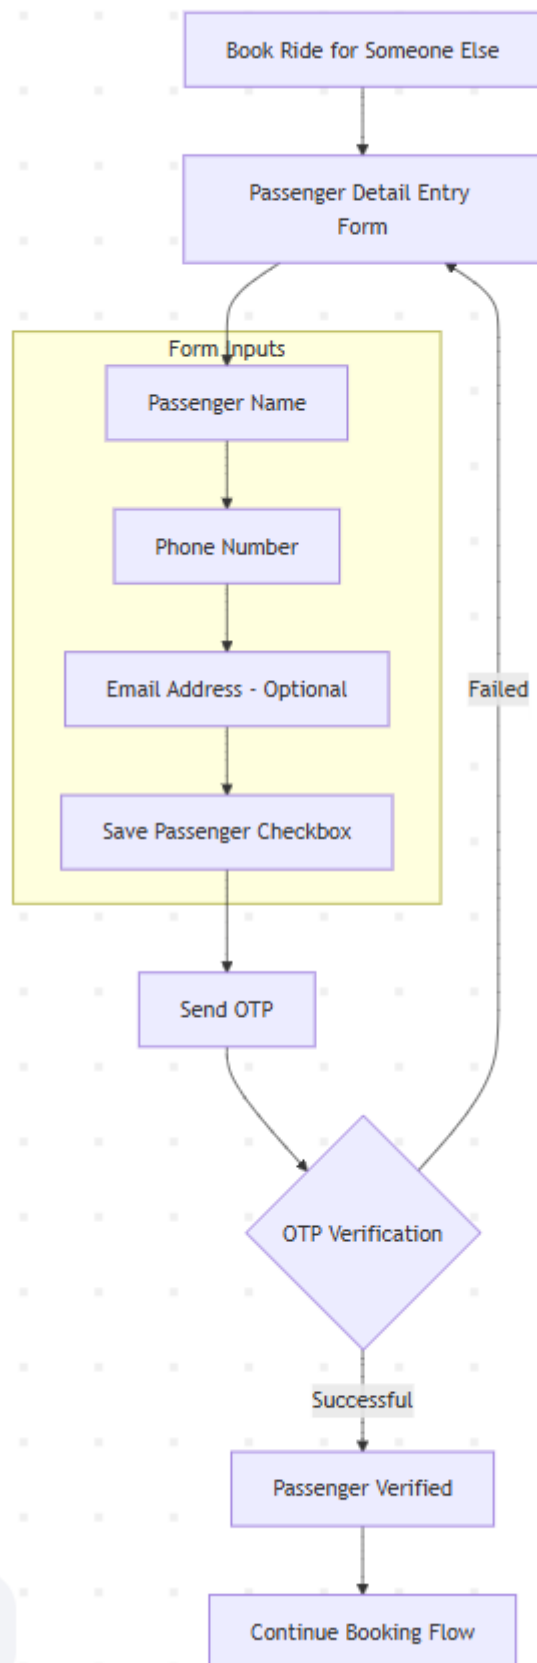 Book Ride for Someone Else
Passenger Detail Entry
Form
Form Inputs
Passenger Name
Phone Number
Email Address - Optional
Failed
Save Passenger Checkbox
Send OTP
OTP Verification
Successful
Passenger Verified
Continue Booking Flow